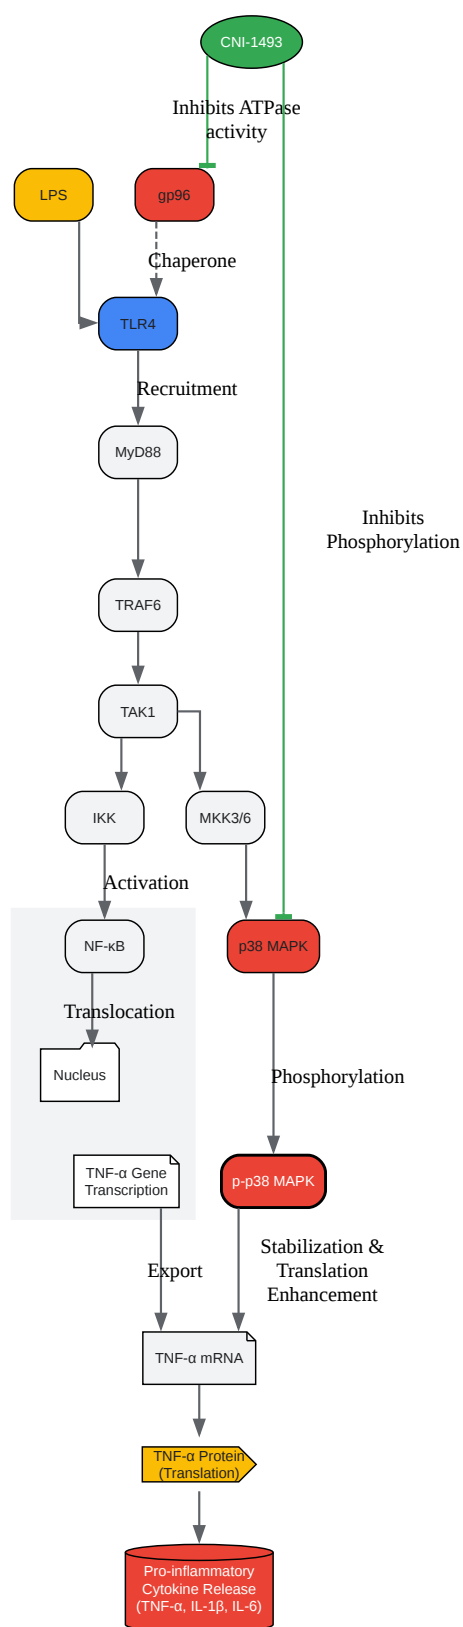 CNI-1493
Inhibits ATPase
activity
LPS
gp96
Chaperone
TLR4
Recruitment
MyD88
Inhibits
Phosphorylation
TRAF6
TAK1
IKK
MKK3/6
Activation
NF-κB
p38 MAPK
Translocation
Nucleus
Phosphorylation
TNF-α Gene
Transcription
p-p38 MAPK
Export
Stabilization &
Translation
Enhancement
TNF-α mRNA
TNF-α Protein
(Translation)
Pro-inflammatory
Cytokine Release
(TNF-α, IL-1β, IL-6)